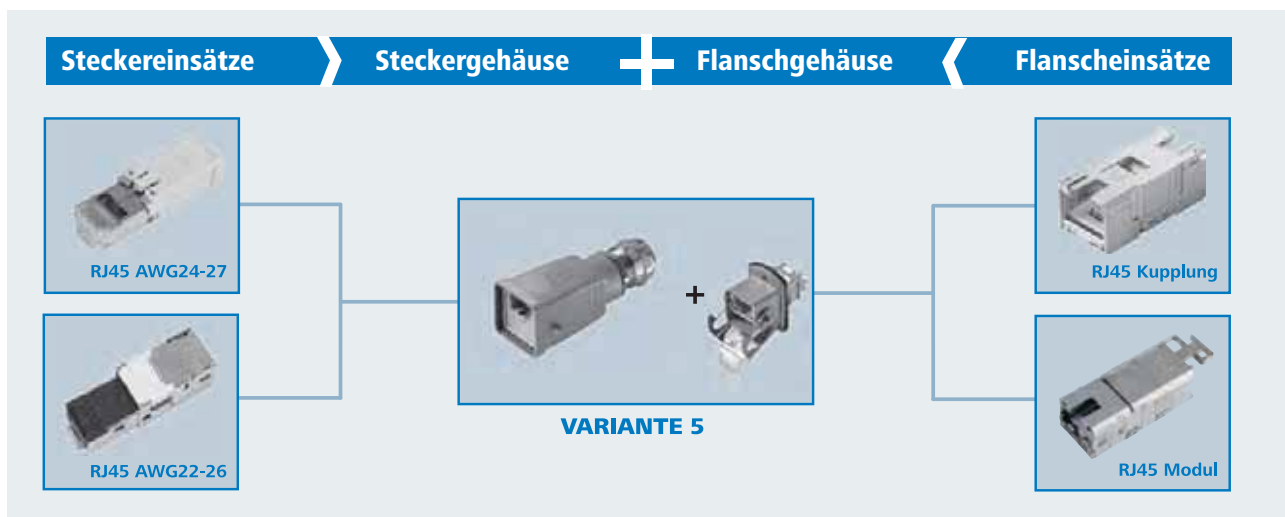 Steckereinsätze
Steckergehäuse
Flanschgehäuse
Flanscheinsätze
RJ45 AWG24-27
RJ45 Kupplung
+
VARIANTE 5
RJ45 AWG22-26
RJ45 Modul